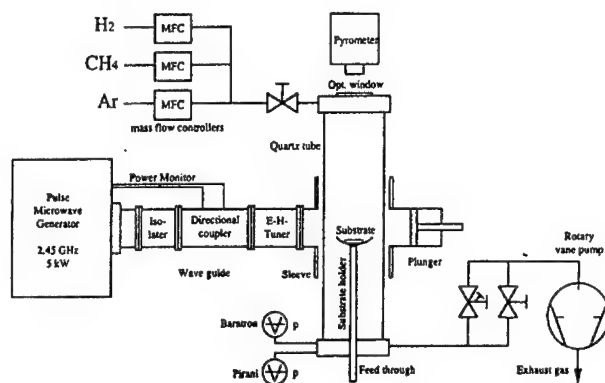 H2
MFC
CH4
MFC
Ar
MFC
mass flow controllers
Pyrometer
Opt. window
Quartz tube
Power Monitor
Pulse
Microwave
Generator
2,45 GHz
5 kW
Iso-
later
Directional
coupler
E-H-
Tuner
Wave guide
Sleeve
Substrate
Substrate holder
Plunger
Rotary
vane pump
Baratron
p
Pirani
p
Feed through
Exhaust gas